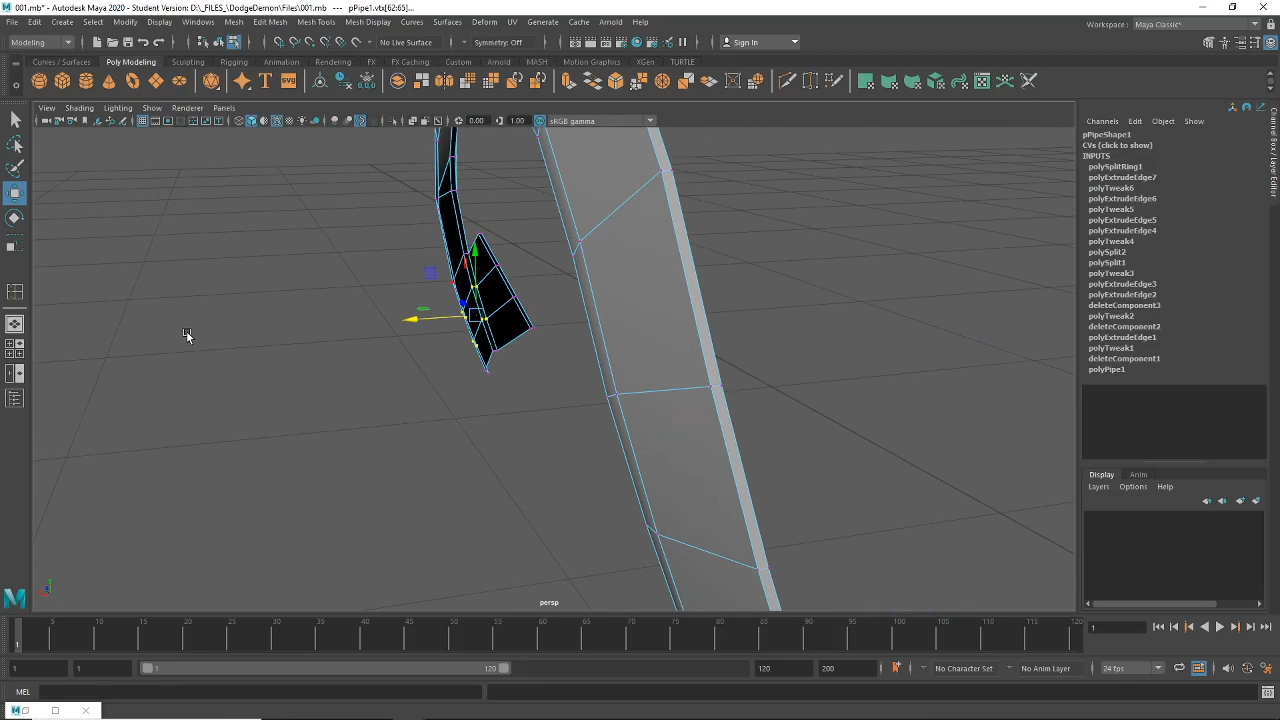 001.mb* - Autodesk Maya 2020 - Student Version: D:\_FILES_\DodgeDemon\Files\001.mb --- pPipe1.vtx[62:65]...
File Edit Create Select Modify Display Windows Mesh Edit Mesh Mesh Tools Mesh Display Curves Surfaces Deform UV Generate Cache Arnold Help
Workspace : Maya Classic*
Modeling No Live Surface Symmetry: Off Sign In
Curves / Surfaces Poly Modeling Sculpting Rigging Animation Rendering FX FX Caching Custom Arnold MASH Motion Graphics XGen TURTLE
SVG
View Shading Lighting Show Renderer Panels
0.00 1.00 sRGB gamma
Channels Edit Object Show
pPipeShape1
CVs (click to show)
INPUTS
polySplitRing1
polyExtrudeEdge7
polyTweak6
polyExtrudeEdge6
polyTweak5
polyExtrudeEdge5
polyExtrudeEdge4
polyTweak4
polySplit2
polySplit1
polyTweak3
polyExtrudeEdge3
polyExtrudeEdge2
deleteComponent3
polyTweak2
deleteComponent2
polyExtrudeEdge1
polyTweak1
deleteComponent1
polyPipe1
Channel Box / Layer Editor
Display Anim
Layers Options Help
persp
5 10 15 20 25 30 35 40 45 50 55 60 65 70 75 80 85 90 95 100 105 110 115 120
1 1
1 1 1 120 120 200 No Character Set No Anim Layer 24 fps
MEL